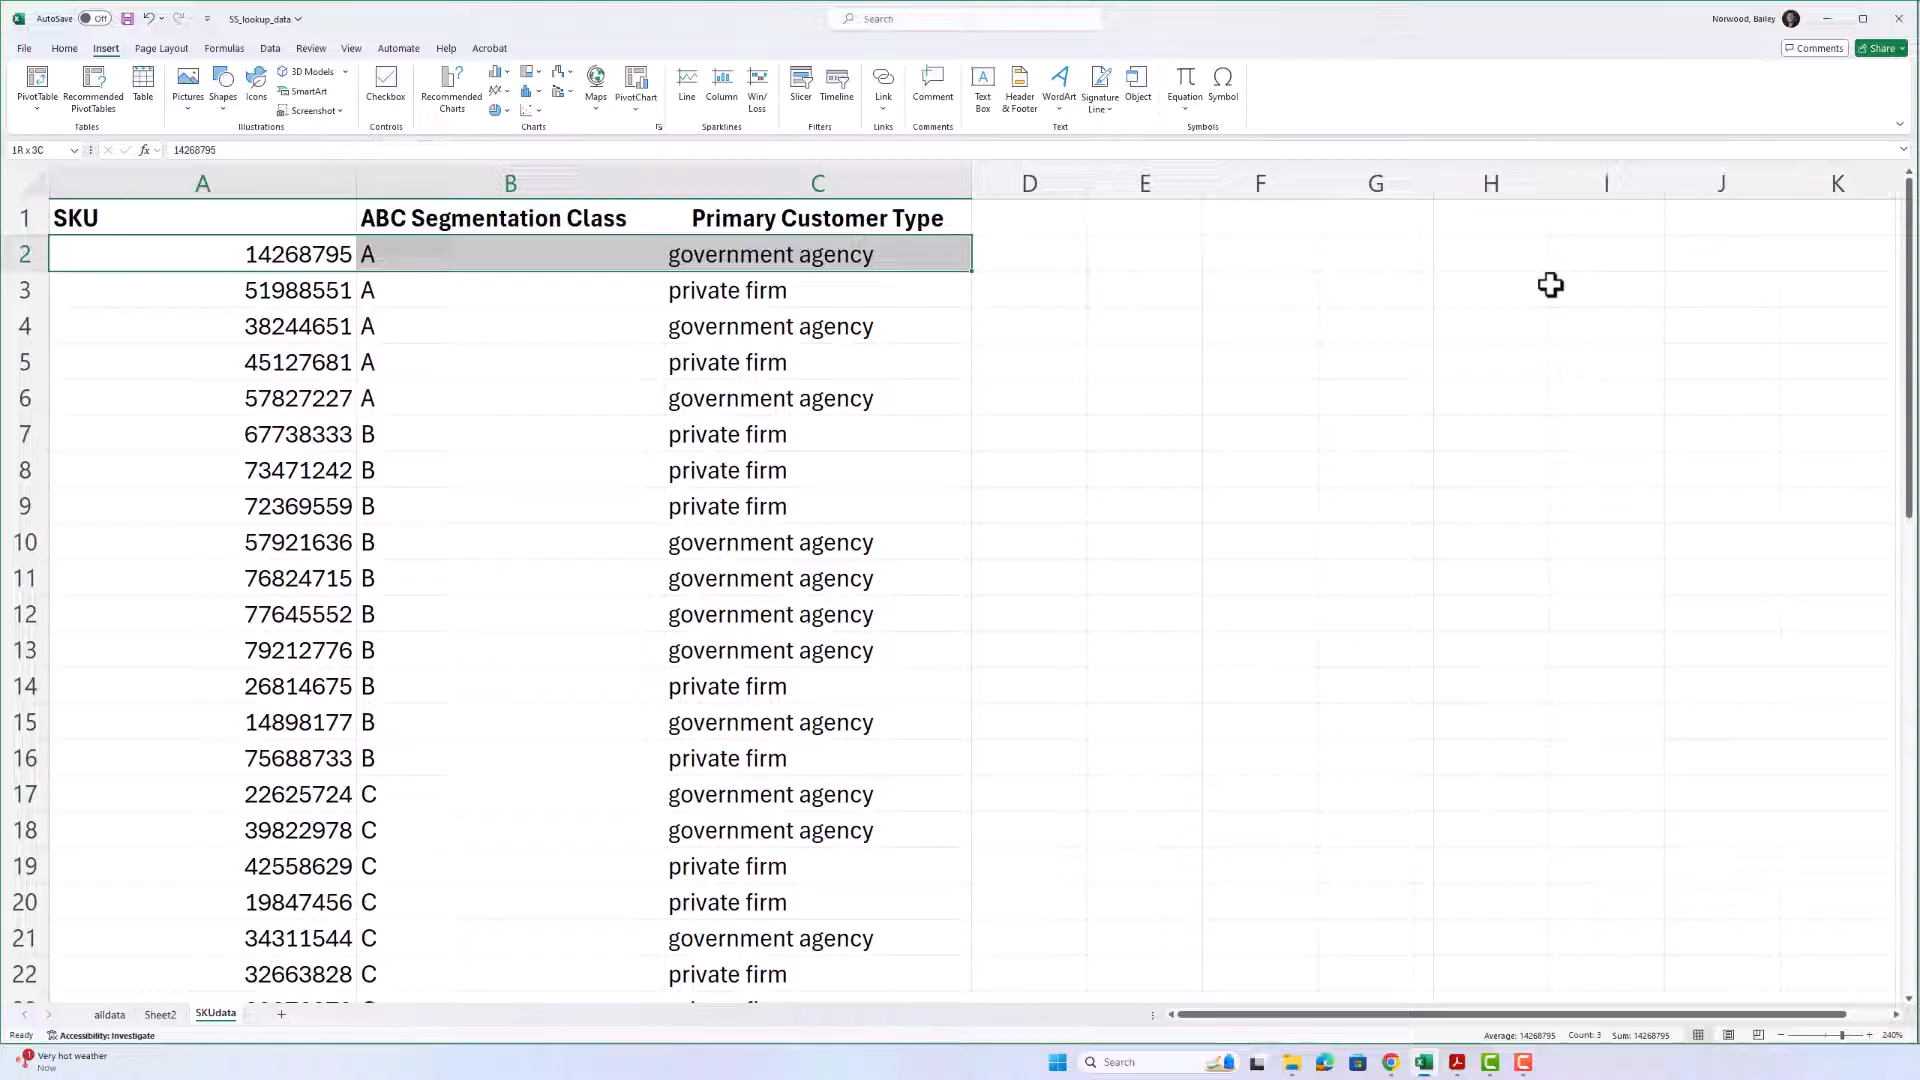 AutoSave Off SS_lookup_data Search Norwood, Bailey
File Home Insert Page Layout Formulas Data Review View Automate Help Acrobat Comments Share
PivotTable Recommended PivotTables Table Pictures Shapes Icons 3D Models SmartArt Screenshot Checkbox Recommended Charts Maps PivotChart Line Column Win/Loss Slicer Timeline Link Comment Text Box Header & Footer WordArt Signature Line Object Equation Symbol
Tables Illustrations Controls Charts Sparklines Filters Links Comments Text Symbols
1R x 3C fx 14268795
A B C D E F G H I J K
1 SKU ABC Segmentation Class Primary Customer Type
2 14268795 A government agency
3 51988551 A private firm
4 38244651 A government agency
5 45127681 A private firm
6 57827227 A government agency
7 67738333 B private firm
8 73471242 B private firm
9 72369559 B private firm
10 57921636 B government agency
11 76824715 B government agency
12 77645552 B government agency
13 79212776 B government agency
14 26814675 B private firm
15 14898177 B government agency
16 75688733 B private firm
17 22625724 C government agency
18 39822978 C government agency
19 42558629 C private firm
20 19847456 C private firm
21 34311544 C government agency
22 32663828 C private firm
alldata Sheet2 SKUdata
Ready Accessibility: Investigate Average: 14268795 Count: 3 Sum: 14268795 240%
1 Very hot weather
Now
Search